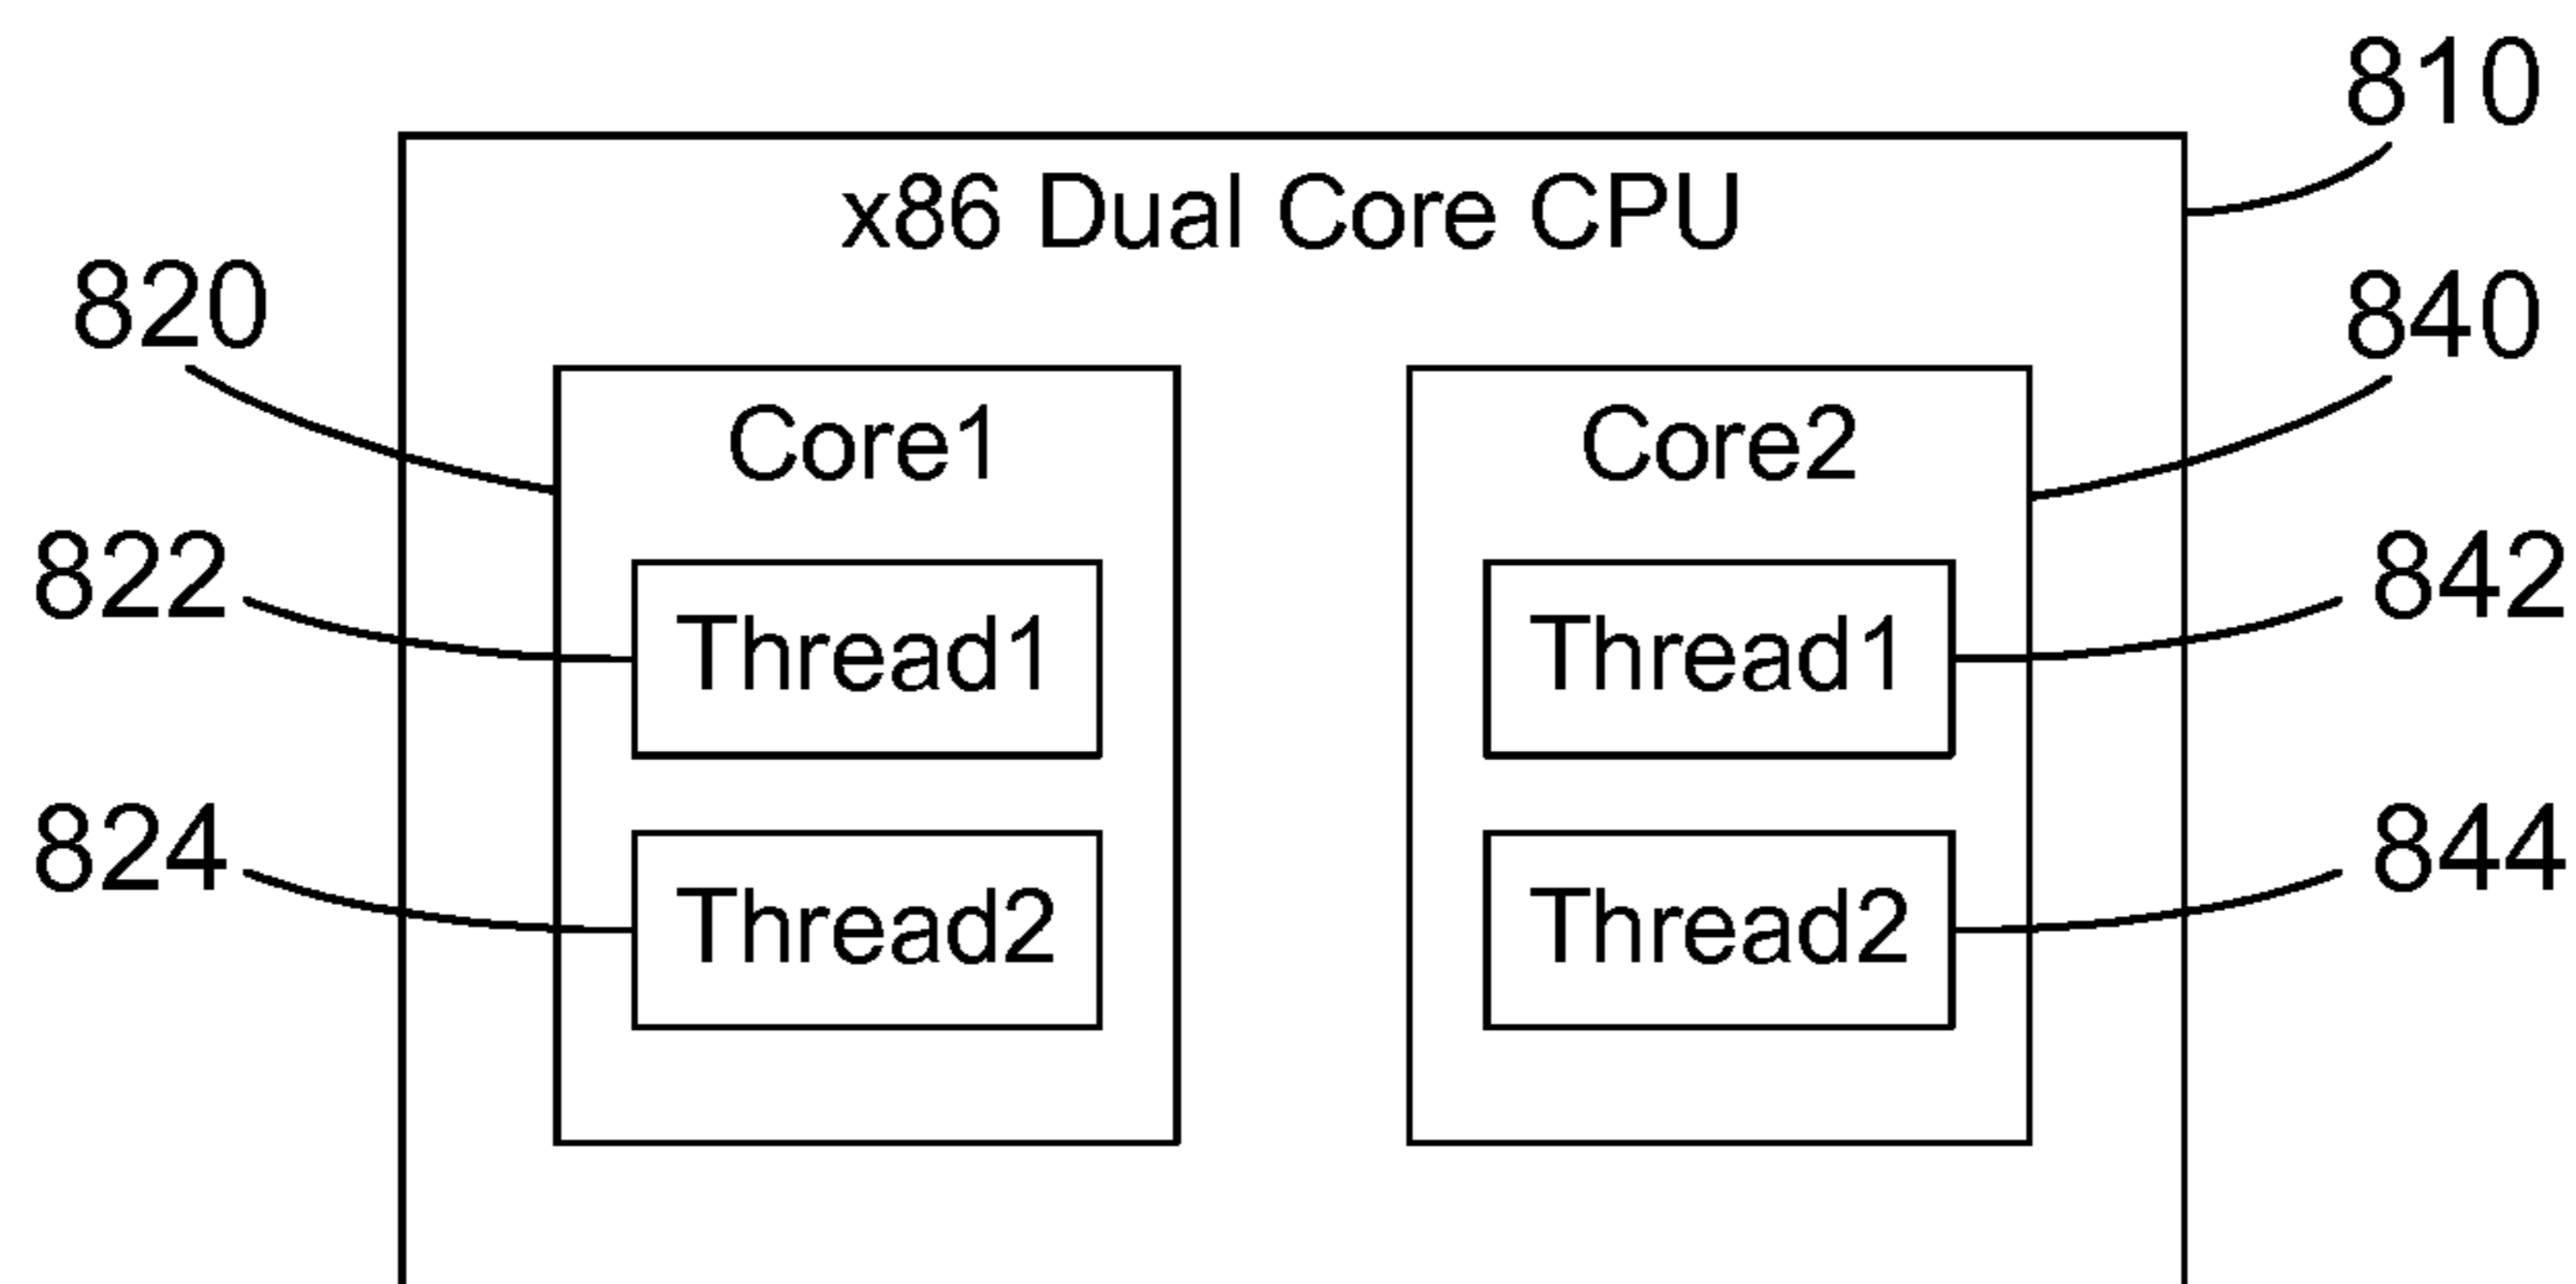 810
x86 Dual Core CPU
820
840
Core1
Core2
822
Thread1
Thread1
842
824
Thread2
Thread2
844